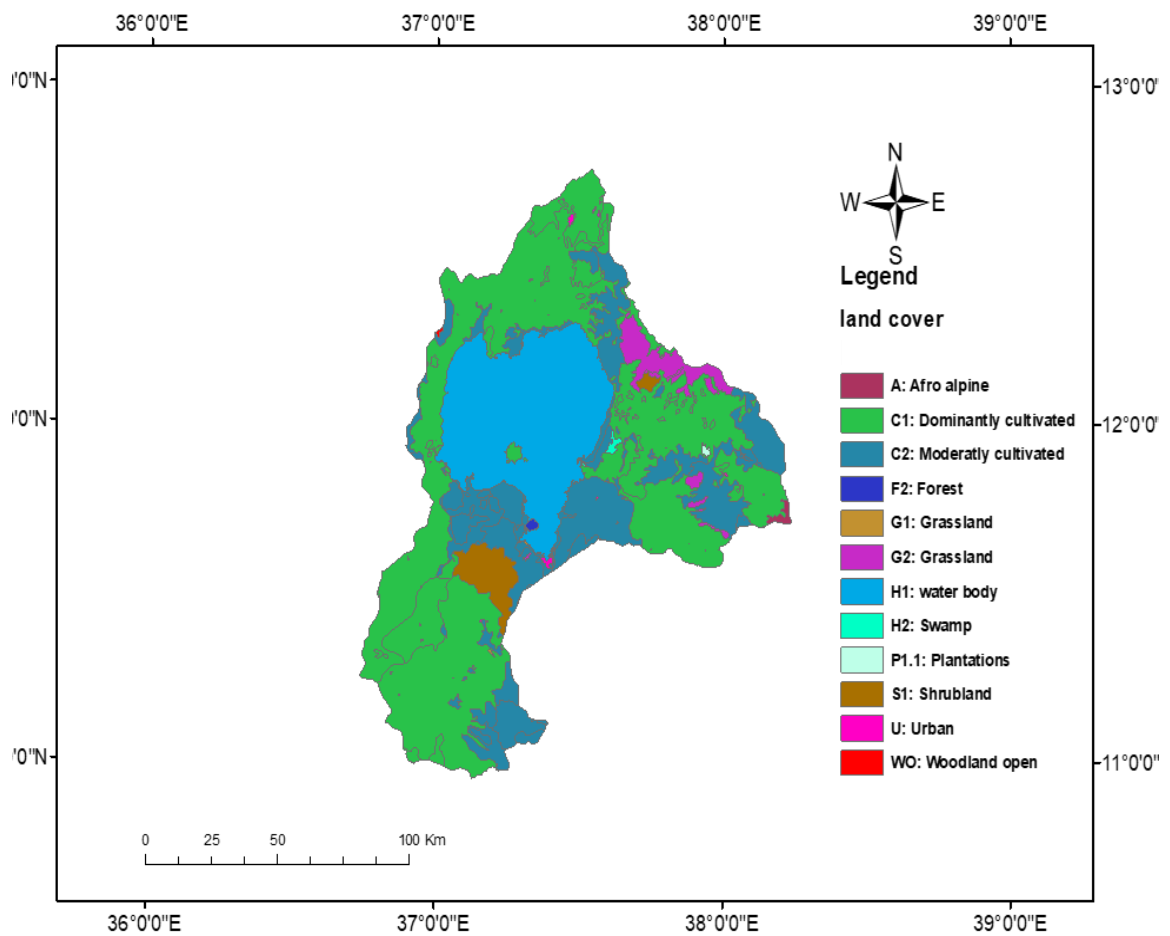 36°0'0"E 37°0'0"E 38°0'0"E 39°0'0"E
)'0"N 13°0'0"
N
W E
S
Legend
land cover
A: Afro alpine
)'0"N 12°0'0"
C1: Dominantly cultivated
C2: Moderatly cultivated
F2: Forest
G1: Grassland
G2: Grassland
H1: water body
H2: Swamp
P1.1: Plantations
S1: Shrubland
U: Urban
)'0"N 11°0'0"
WO: Woodland open
0 25 50 100 Km
36°0'0"E 37°0'0"E 38°0'0"E 39°0'0"E